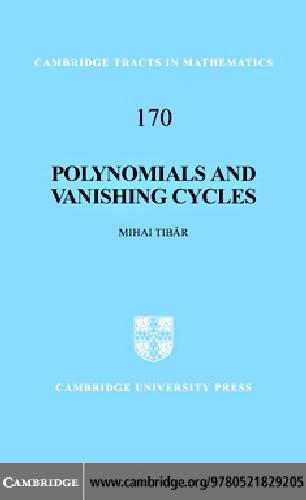 CAMBRIDGE TRACTS IN MATHEMATICS
170
POLYNOMIALS AND
VANISHING CYCLES
MIHAI TIBĂR
CAMBRIDGE UNIVERSITY PRESS
CAMBRIDGE www.cambridge.org/9780521829205